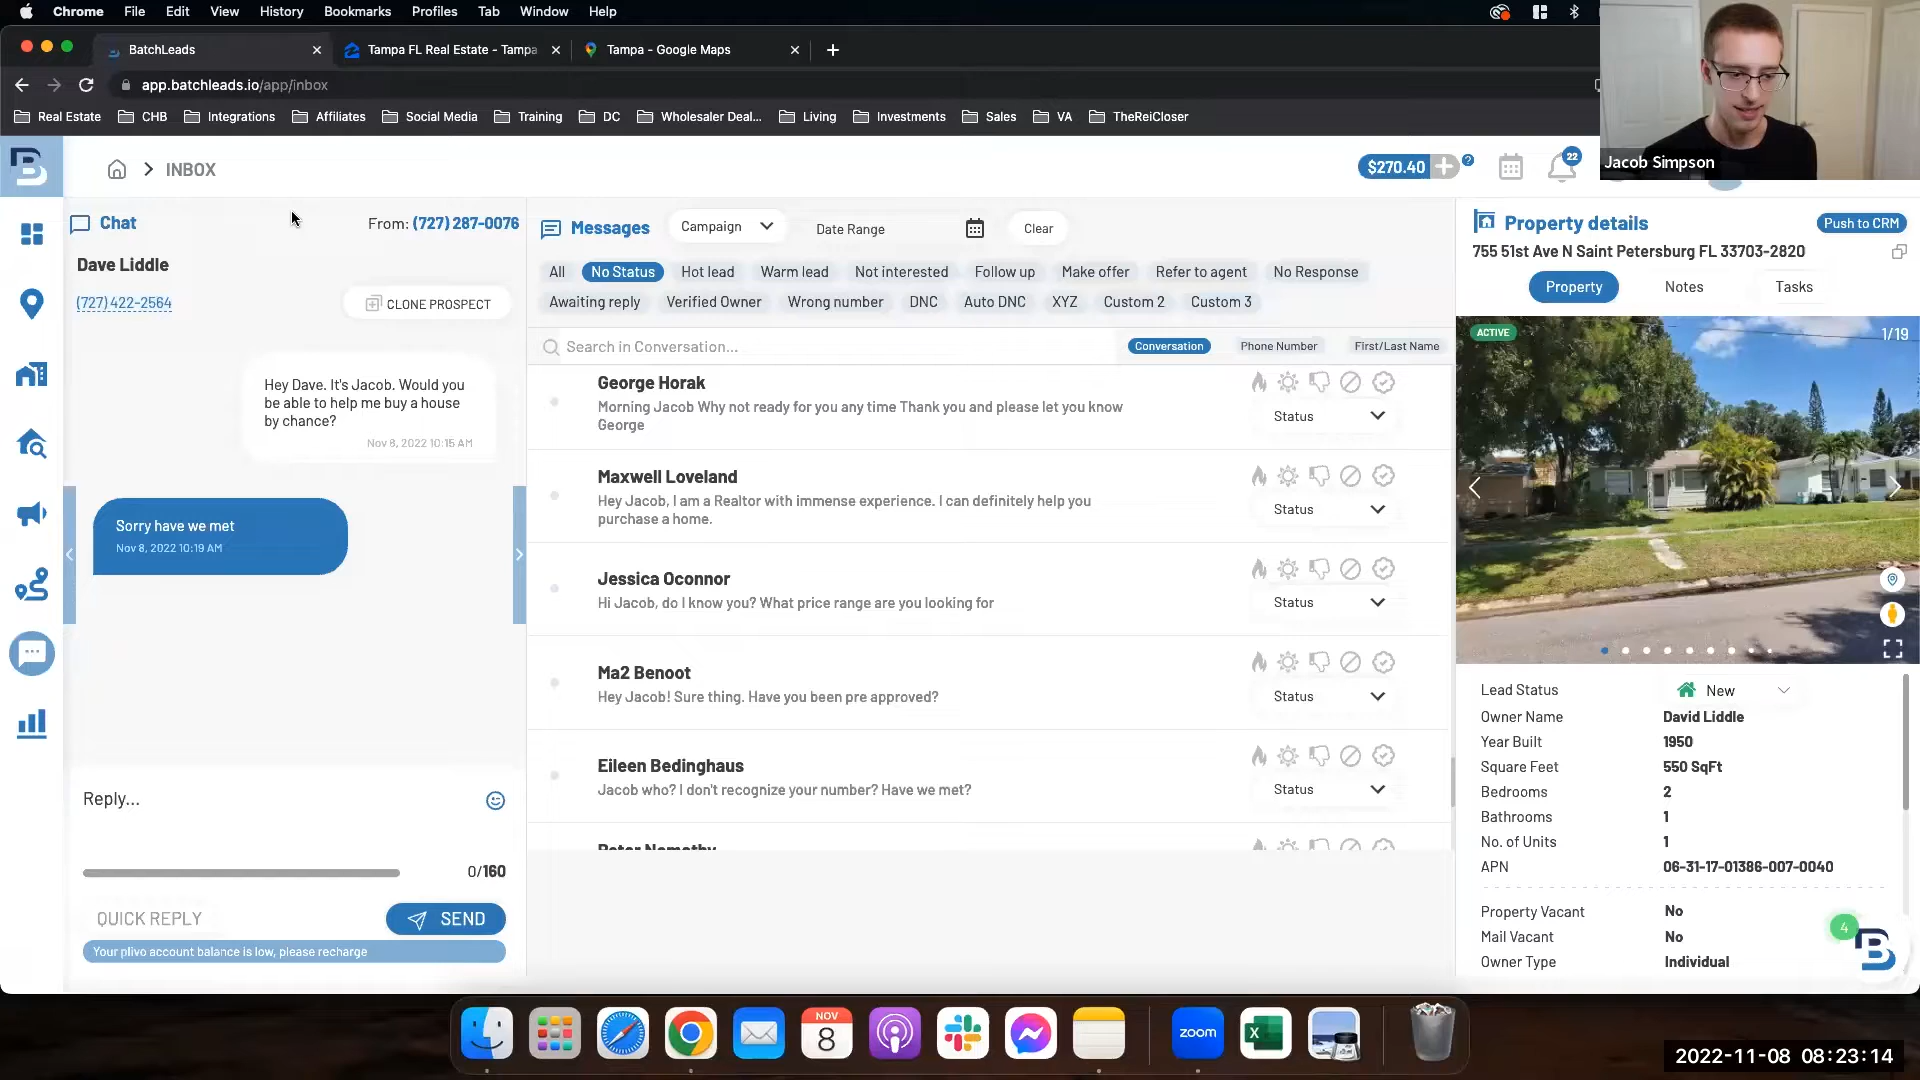 Chrome File Edit View History Bookmarks Profiles Tab Window Help
BatchLeads
Tampa FL Real Estate - Tampa
Tampa - Google Maps
app.batchleads.io/app/inbox
Real Estate CHB Integrations Affiliates Social Media Training DC Wholesaler Deal... Living Investments Sales VA TheReiCloser
Jacob Simpson
INBOX
$270.40
?
22
Chat
From: (727) 287-0076
Dave Liddle
(727) 422-2564
CLONE PROSPECT
Hey Dave. It's Jacob. Would you
be able to help me buy a house
by chance?
Nov 8, 2022 10:15 AM
Sorry have we met
Nov 8, 2022 10:19 AM
Reply...
0/160
QUICK REPLY
SEND
Your plivo account balance is low, please recharge
Messages
Campaign
Date Range
Clear
All No Status Hot lead Warm lead Not interested Follow up Make offer Refer to agent No Response
Awaiting reply Verified Owner Wrong number DNC Auto DNC XYZ Custom 2 Custom 3
Search in Conversation...
Conversation Phone Number First/Last Name
George Horak
Morning Jacob Why not ready for you any time Thank you and please let you know
George
Status
Maxwell Loveland
Hey Jacob, I am a Realtor with immense experience. I can definitely help you
purchase a home.
Status
Jessica Oconnor
Hi Jacob, do I know you? What price range are you looking for
Status
Ma2 Benoot
Hey Jacob! Sure thing. Have you been pre approved?
Status
Eileen Bedinghaus
Jacob who? I don't recognize your number? Have we met?
Status
Property details
Push to CRM
755 51st Ave N Saint Petersburg FL 33703-2820
Property Notes Tasks
ACTIVE
1/19
Lead Status New
Owner Name David Liddle
Year Built 1950
Square Feet 550 SqFt
Bedrooms 2
Bathrooms 1
No. of Units 1
APN 06-31-17-01386-007-0040
Property Vacant No
Mail Vacant No
Owner Type Individual
4
NOV
8
zoom
X
2022-11-08 08:23:14